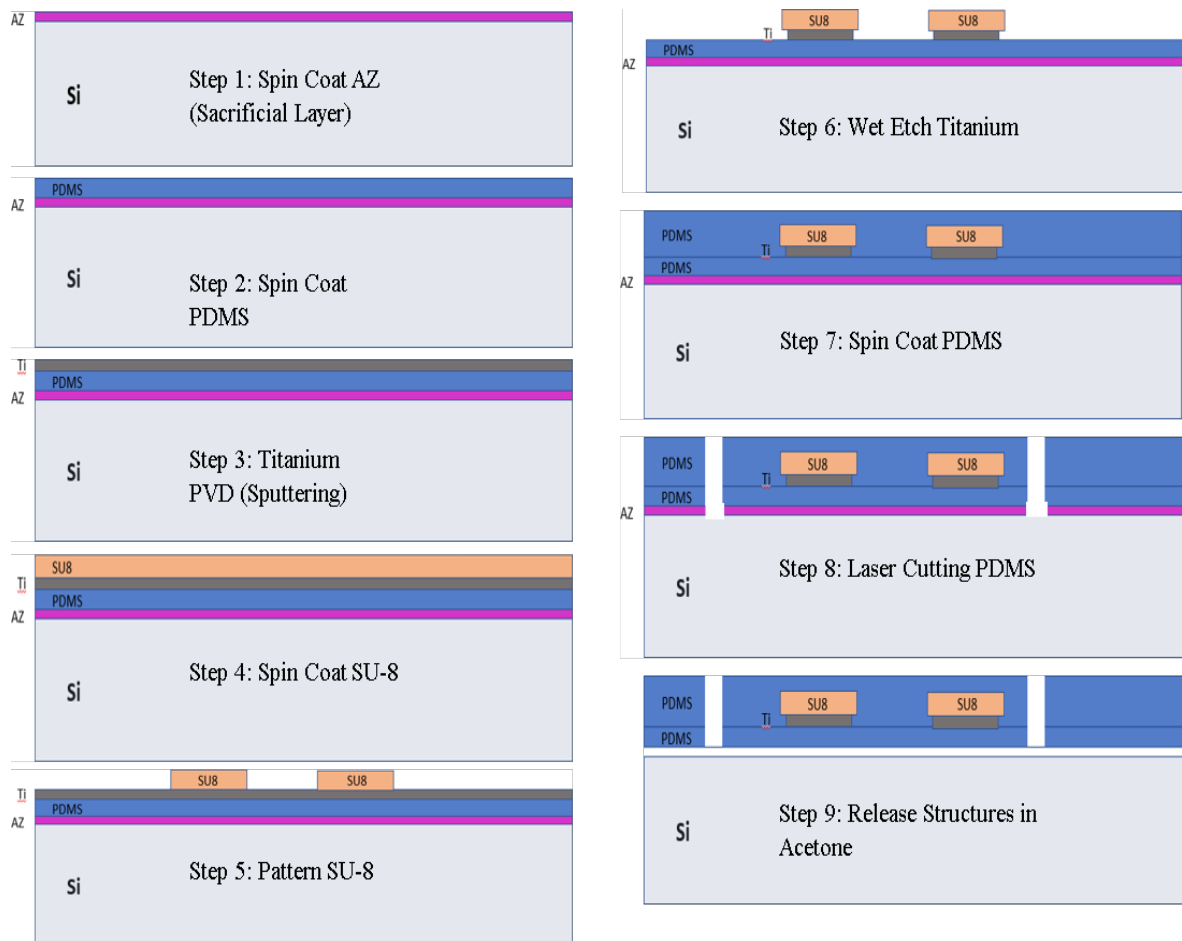 AZ
Si
Step 1: Spin Coat AZ
(Sacrificial Layer)
PDMS
AZ
Si
Step 2: Spin Coat
PDMS
Ti
PDMS
AZ
Si
Step 3: Titanium
PVD (Sputtering)
SU8
Ti
PDMS
AZ
Si
Step 4: Spin Coat SU-8
SU8 SU8
Ti
PDMS
AZ
Si
Step 5: Pattern SU-8
SU8 SU8
Ti
PDMS
AZ
Si
Step 6: Wet Etch Titanium
PDMS SU8 SU8
Ti
PDMS
AZ
Si
Step 7: Spin Coat PDMS
PDMS SU8 SU8
Ti
PDMS
AZ
Si
Step 8: Laser Cutting PDMS
PDMS SU8 SU8
Ti
PDMS
Si
Step 9: Release Structures in
Acetone